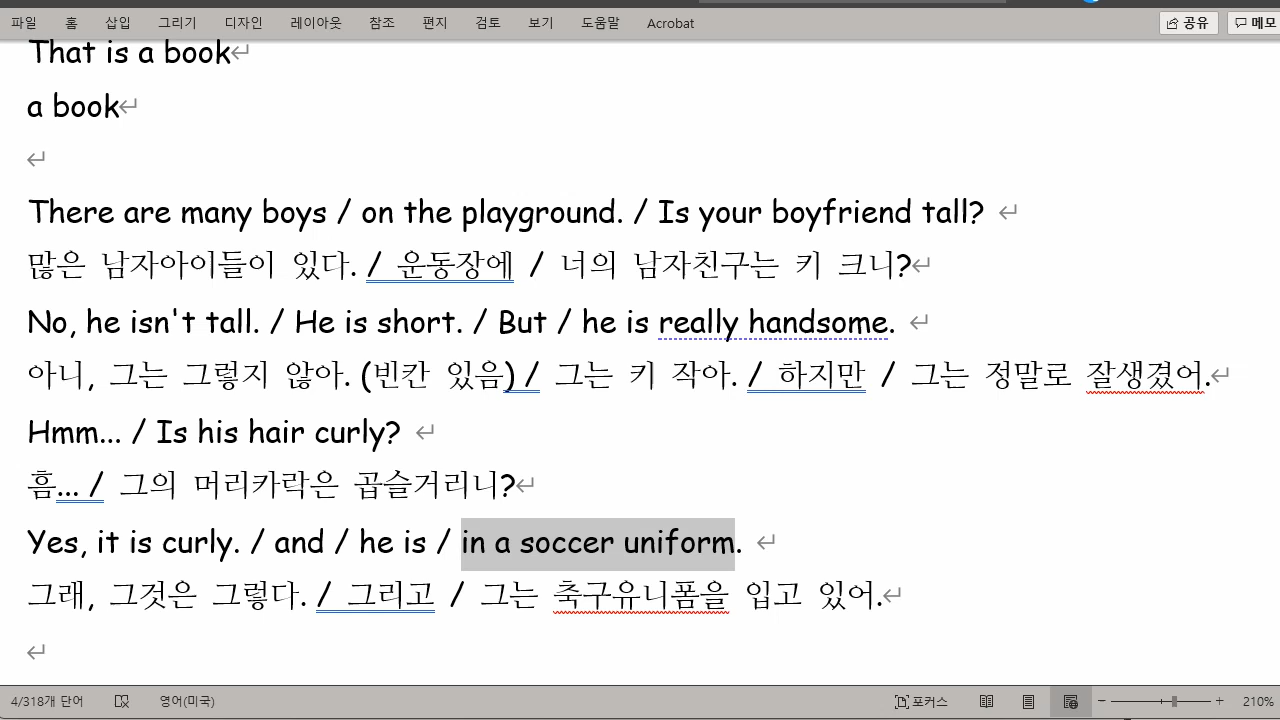 파일 홈 삽입 그리기 디자인 레이아웃 참조 편지 검토 보기 도움말 Acrobat 공유 메모
That is a book
a book
There are many boys / on the playground. / Is your boyfriend tall?
많은 남자아이들이 있다. / 운동장에 / 너의 남자친구는 키 크니?
No, he isn't tall. / He is short. / But / he is really handsome.
아니, 그는 그렇지 않아. (빈칸 있음) / 그는 키 작아. / 하지만 / 그는 정말로 잘생겼어.
Hmm... / Is his hair curly?
흠... / 그의 머리카락은 곱슬거리니?
Yes, it is curly. / and / he is / in a soccer uniform.
그래, 그것은 그렇다. / 그리고 / 그는 축구유니폼을 입고 있어.
4/318개 단어 영어(미국) 포커스 210%